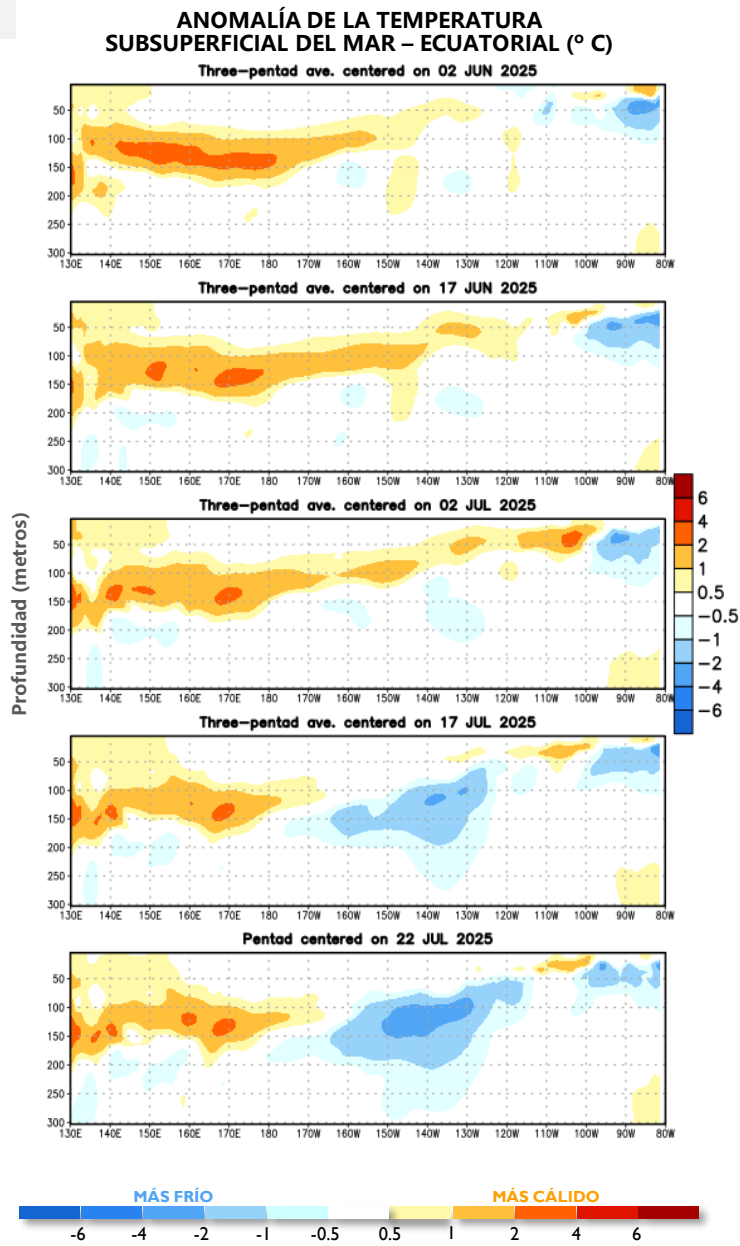 ANOMALÍA DE LA TEMPERATURA
SUBSUPERFICIAL DEL MAR – ECUATORIAL (º C)
Three-pentad ave. centered on 02 JUN 2025
50
100
150
200
250
300
130E 140E 150E 160E 170E 180 170W 160W 150W 140W 130W 120W 110W 100W 90W 80W
Three-pentad ave. centered on 17 JUN 2025
50
100
150
200
250
300
130E 140E 150E 160E 170E 180 170W 160W 150W 140W 130W 120W 110W 100W 90W 80W
Three-pentad ave. centered on 02 JUL 2025
50
100
150
200
250
300
130E 140E 150E 160E 170E 180 170W 160W 150W 140W 130W 120W 110W 100W 90W 80W
Three-pentad ave. centered on 17 JUL 2025
50
100
150
200
250
300
130E 140E 150E 160E 170E 180 170W 160W 150W 140W 130W 120W 110W 100W 90W 80W
Pentad centered on 22 JUL 2025
50
100
150
200
250
300
130E 140E 150E 160E 170E 180 170W 160W 150W 140W 130W 120W 110W 100W 90W 80W
Profundidad (metros)
6
4
2
1
0.5
−0.5
−1
−2
−4
−6
MÁS FRÍO MÁS CÁLIDO
-6 -4 -2 -1 -0.5 0.5 1 2 4 6